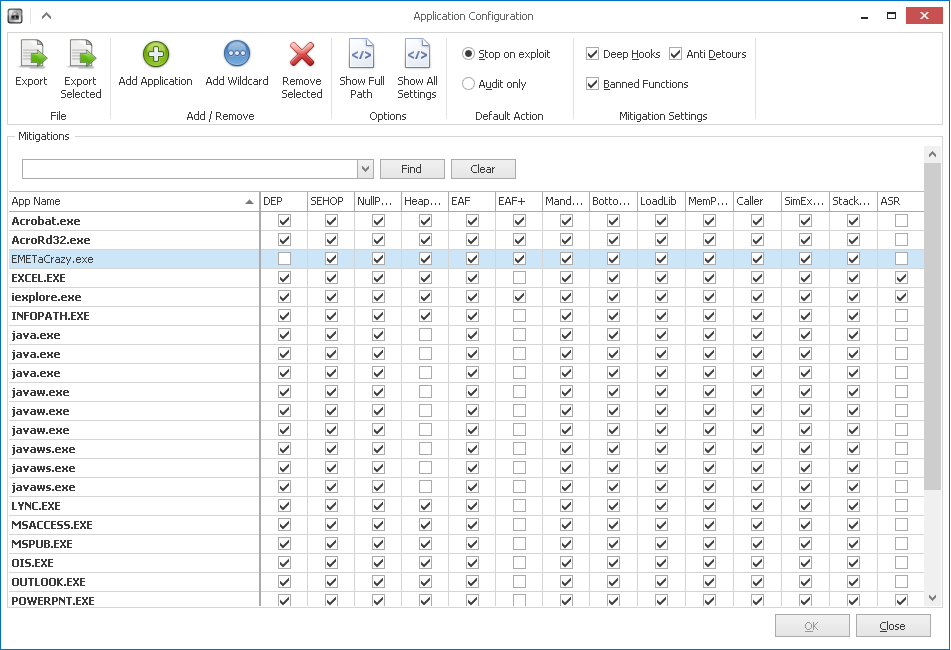 Application Configuration
Export
Export Selected
Add Application
Add Wildcard
Remove Selected
Show Full Path
Show All Settings
Stop on exploit
Audit only
Deep Hooks
Anti Detours
Banned Functions
File
Add / Remove
Options
Default Action
Mitigation Settings
Mitigations
Find
Clear
App Name DEP SEHOP NullP... Heap... EAF EAF+ Mand... Botto... LoadLib MemP... Caller SimEx... Stack... ASR
Acrobat.exe
AcroRd32.exe
EMETaCrazy.exe
EXCEL.EXE
iexplore.exe
INFOPATH.EXE
java.exe
java.exe
java.exe
javaw.exe
javaw.exe
javaw.exe
javaws.exe
javaws.exe
javaws.exe
LYNC.EXE
MSACCESS.EXE
MSPUB.EXE
OIS.EXE
OUTLOOK.EXE
POWERPNT.EXE
OK
Close